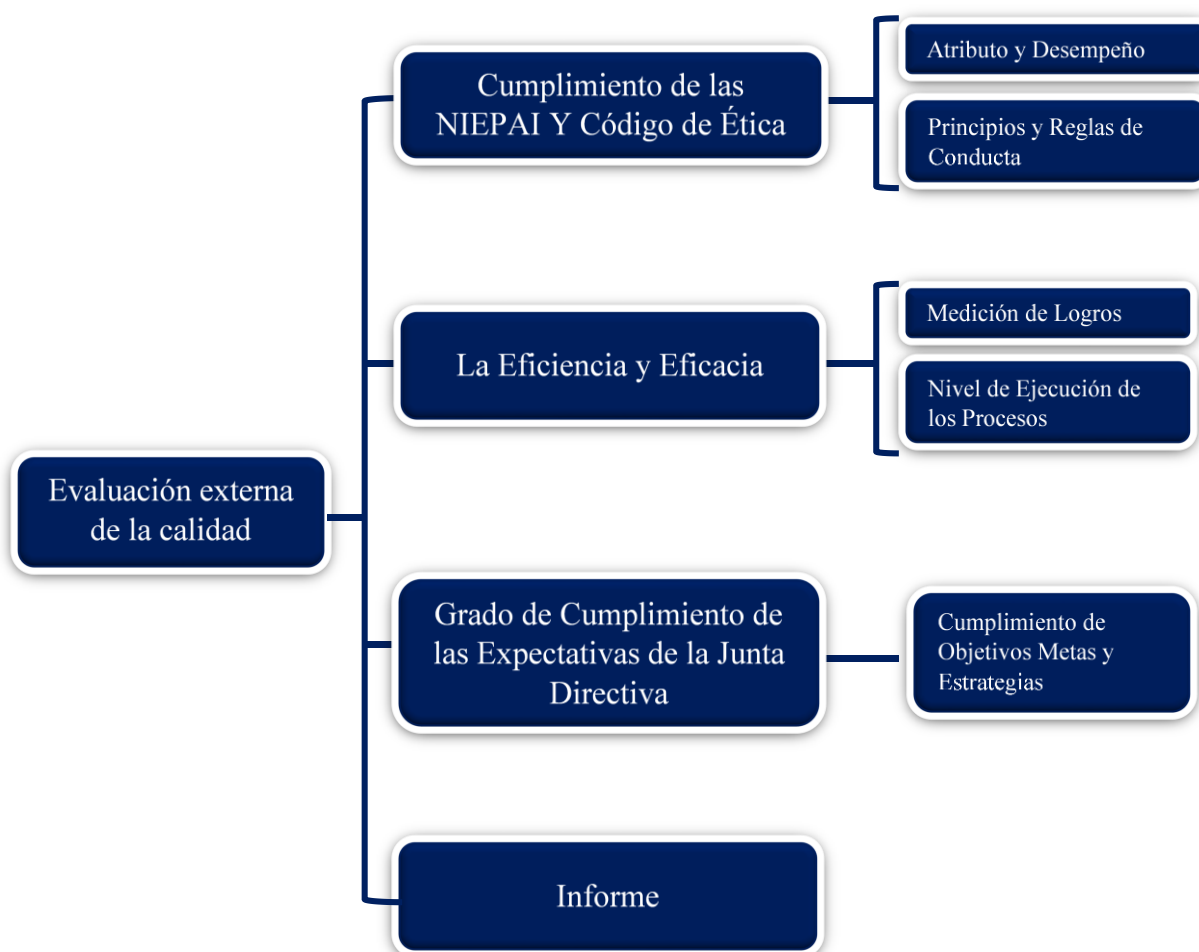 Evaluación externa
de la calidad
Cumplimiento de las
NIEPAI Y Código de Ética
Atributo y Desempeño
Principios y Reglas de
Conducta
La Eficiencia y Eficacia
Medición de Logros
Nivel de Ejecución de
los Procesos
Grado de Cumplimiento de
las Expectativas de la Junta
Directiva
Cumplimiento de
Objetivos Metas y
Estrategias
Informe